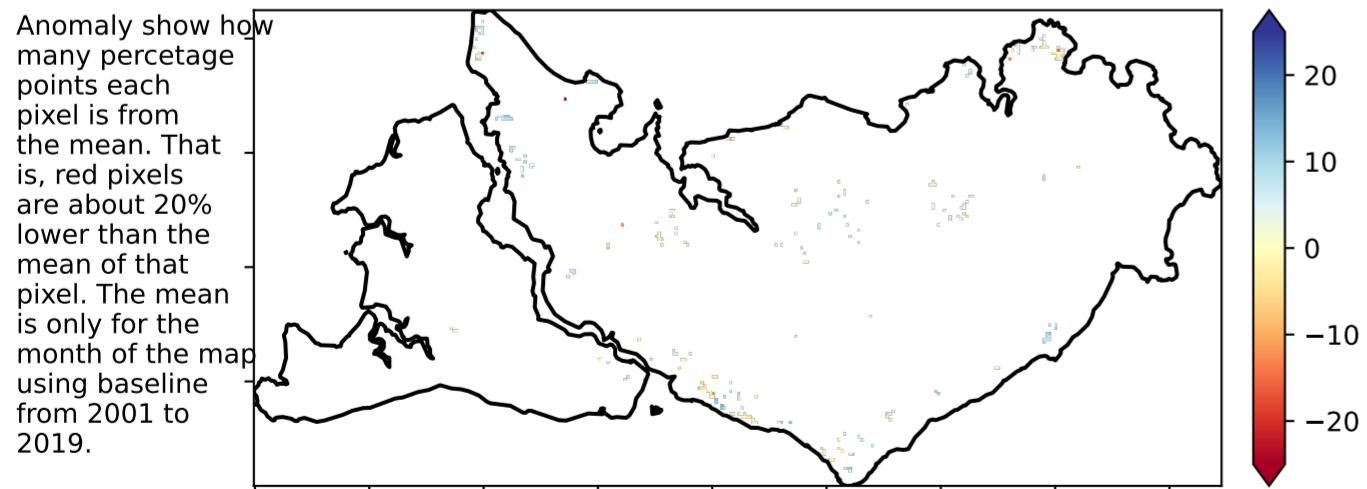 Anomaly show how
many percetage
points each
pixel is from
the mean. That
is, red pixels
are about 20%
lower than the
mean of that
pixel. The mean
is only for the
month of the map
using baseline
from 2001 to
2019.
20
10
0
−10
−20